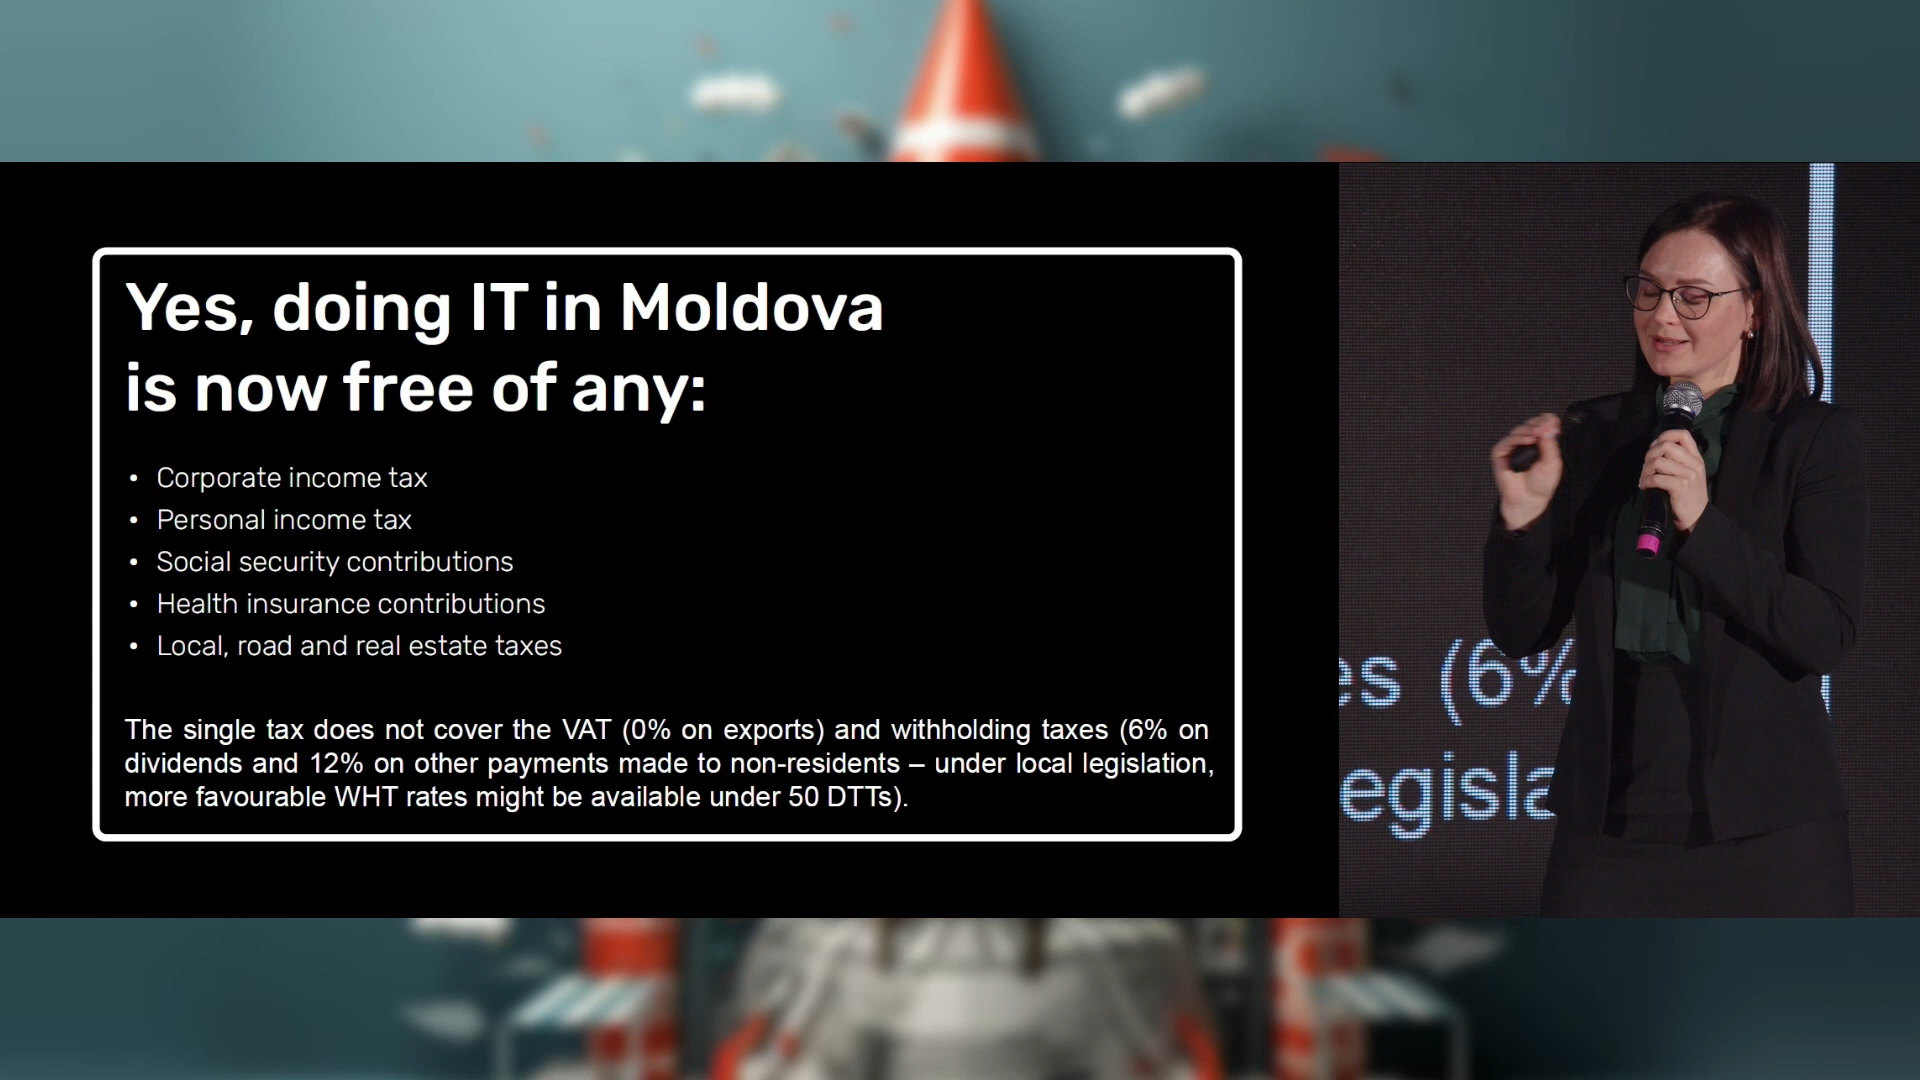 Yes, doing IT in Moldova
is now free of any:
• Corporate income tax
• Personal income tax
• Social security contributions
• Health insurance contributions
• Local, road and real estate taxes
The single tax does not cover the VAT (0% on exports) and withholding taxes (6% on
dividends and 12% on other payments made to non-residents – under local legislation,
more favourable WHT rates might be available under 50 DTTs).
es (6%
egisla